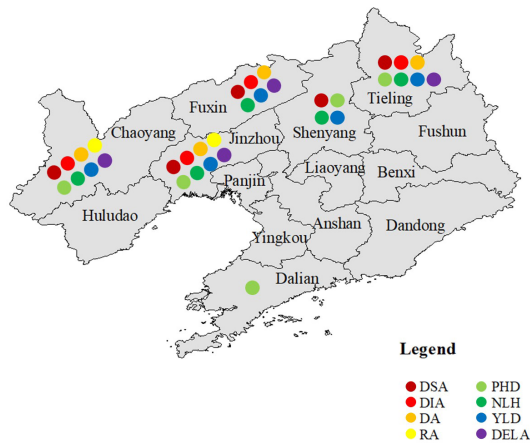 Tieling
Fuxin
Chaoyang
Jinzhou
Shenyang
Fushun
Liaoyang
Benxi
Panjin
Huludao
Anshan
Dandong
Yingkou
Dalian
Legend
DSA PHD
DIA NLH
DA YLD
RA DELA